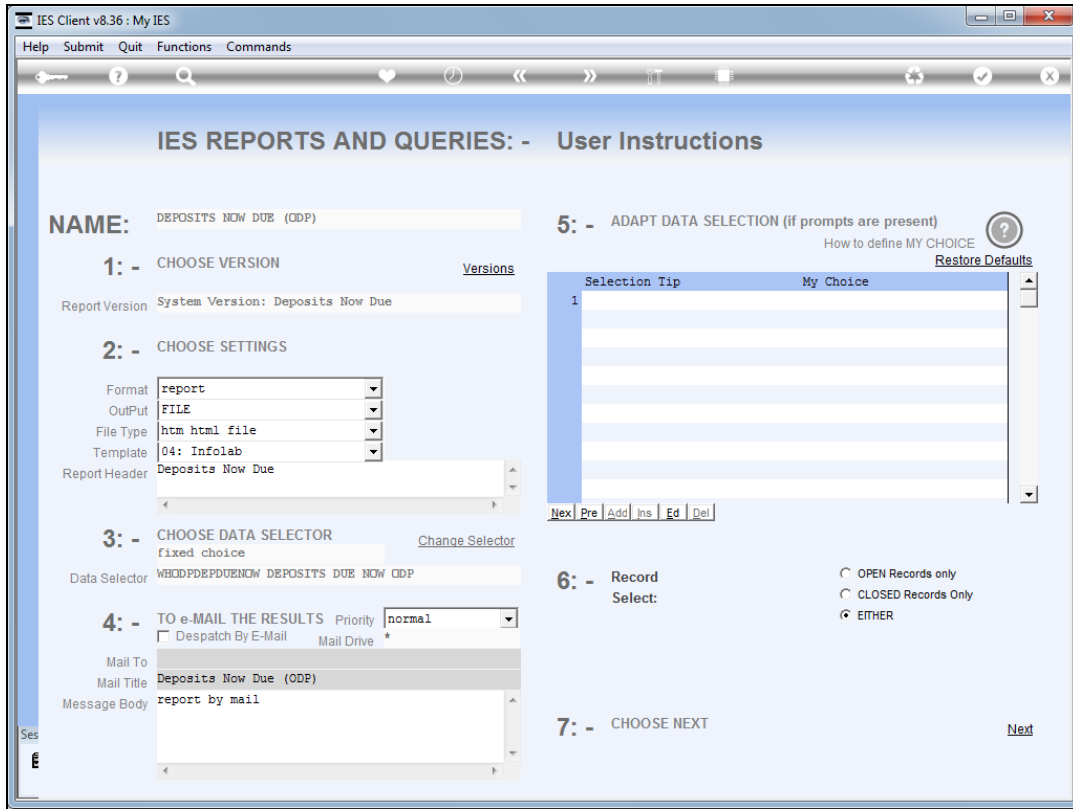 IES Client v8.36 : My IES
Help Submit Quit Functions Commands
IES REPORTS AND QUERIES: - User Instructions
NAME: DEPOSITS NOW DUE (ODP)
1: - CHOOSE VERSION Versions
Report Version System Version: Deposits Now Due
2: - CHOOSE SETTINGS
Format report
OutPut FILE
File Type htm html file
Template 04: Infolab
Report Header Deposits Now Due
3: - CHOOSE DATA SELECTOR Change Selector
fixed choice
Data Selector WHODPDEPDUENOW DEPOSITS DUE NOW ODP
4: - TO e-MAIL THE RESULTS Priority normal
Despatch By E-Mail Mail Drive *
Mail To
Mail Title Deposits Now Due (ODP)
Message Body report by mail
5: - ADAPT DATA SELECTION (if prompts are present)
How to define MY CHOICE ?
Restore Defaults
Selection Tip My Choice
1
Nex Pre Add Ins Ed Del
6: - Record Select:
OPEN Records only
CLOSED Records Only
EITHER
7: - CHOOSE NEXT Next
Ses